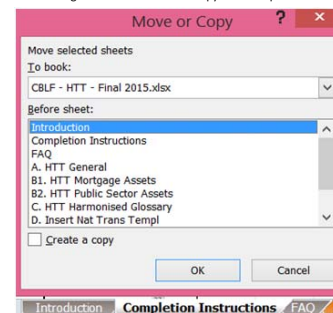 Move or Copy ? ×
Move selected sheets
To book:
CBLF - HTT - Final 2015.xlsx
Before sheet:
Introduction
Completion Instructions
FAQ
A. HTT General
B1. HTT Mortgage Assets
B2. HTT Public Sector Assets
C. HTT Harmonised Glossary
D. Insert Nat Trans Templ
Create a copy
OK Cancel
Introduction Completion Instructions FAQ